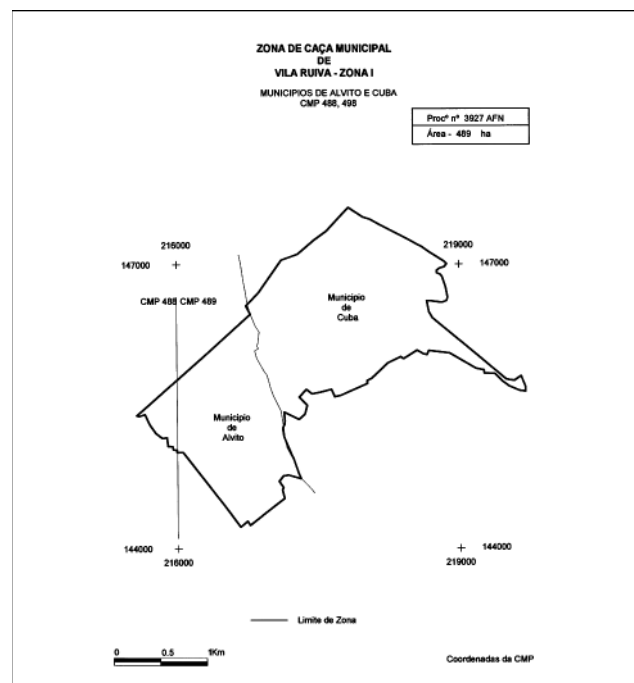 ZONA DE CAÇA MUNICIPAL
DE
VILA RUIVA - ZONA I
MUNICIPIOS DE ALVITO E CUBA
CMP 488, 498
Procº nº 3927 AFN
Área - 489 ha
216000
219000
147000
147000
CMP 488 CMP 489
Municipio
de
Cuba
Municipio
de
Alvito
144000
144000
216000
219000
Limite de Zona
0 0.5 1Km
Coordenadas da CMP